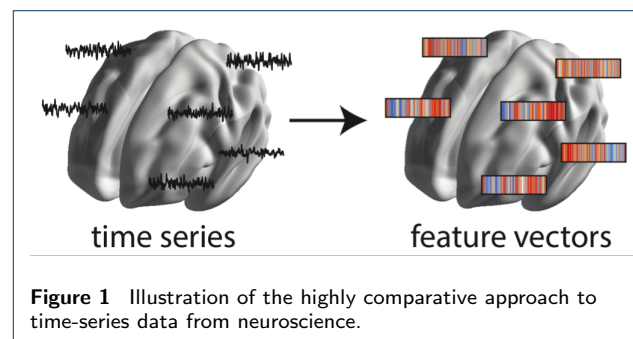 time series
feature vectors
Figure 1 Illustration of the highly comparative approach to
time-series data from neuroscience.